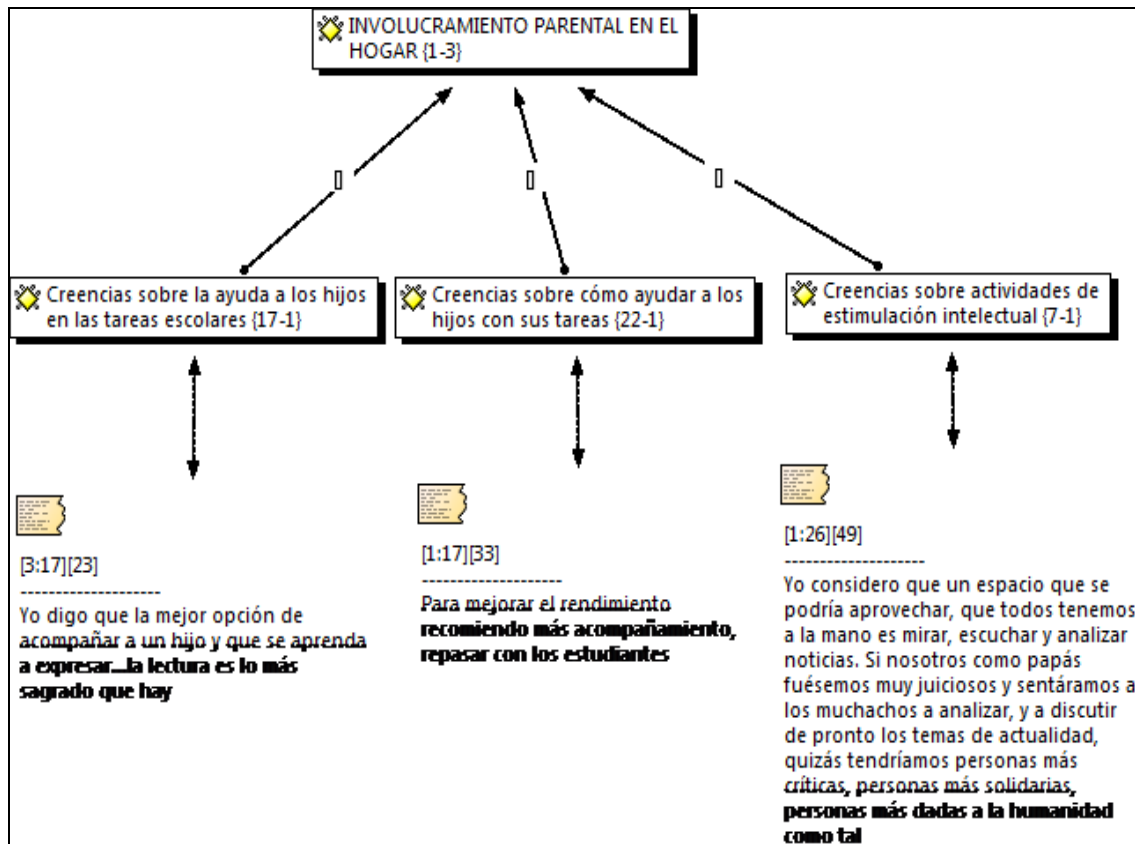 INVOLUCRAMIENTO PARENTAL EN EL
HOGAR {1-3}
Creencias sobre la ayuda a los hijos
en las tareas escolares {17-1}
Creencias sobre cómo ayudar a los
hijos con sus tareas {22-1}
Creencias sobre actividades de
estimulación intelectual {7-1}
[3:17][23]
--------------------
Yo digo que la mejor opción de
acompañar a un hijo y que se aprenda
a expresar...la lectura es lo más
sagrado que hay
[1:17][33]
--------------------
Para mejorar el rendimiento
recomiendo más acompañamiento,
repasar con los estudiantes
[1:26][49]
--------------------
Yo considero que un espacio que se
podría aprovechar, que todos tenemos
a la mano es mirar, escuchar y analizar
noticias. Si nosotros como papás
fuésemos muy juiciosos y sentáramos a
los muchachos a analizar, y a discutir
de pronto los temas de actualidad,
quizás tendríamos personas más
críticas, personas más solidarias,
personas más dadas a la humanidad
como tal